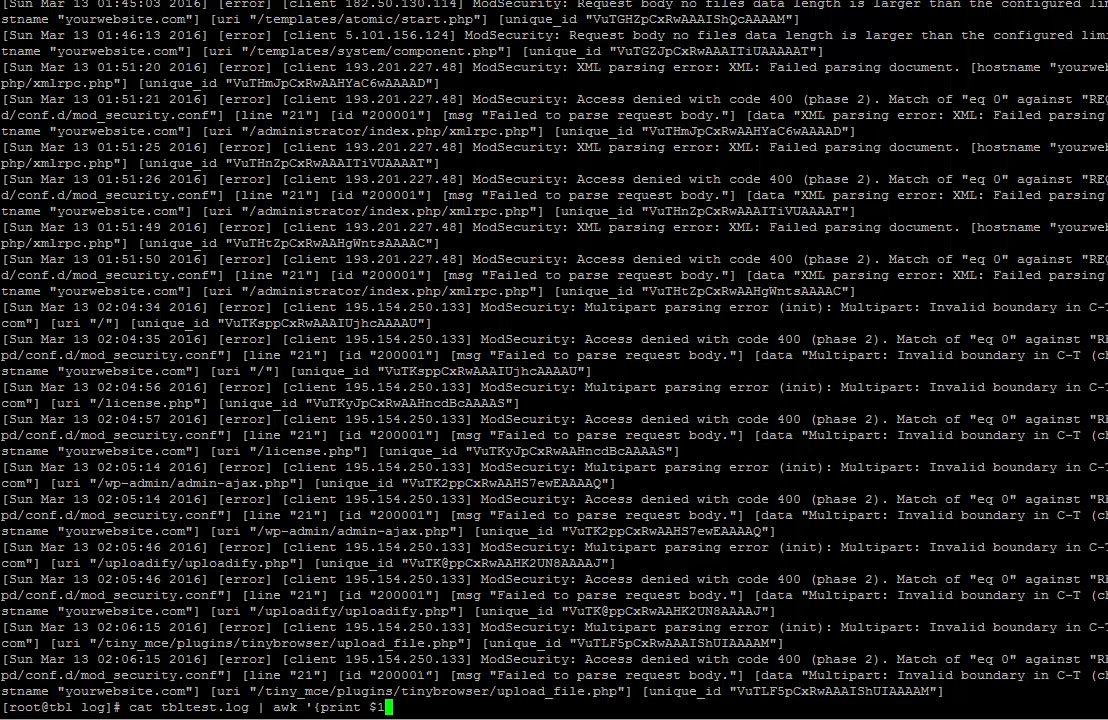 [Sun Mar 13 01:45:03 2016] [error] [client 182.50.130.114] ModSecurity: Request body no files data length is larger than the configured lim
tname "yourwebsite.com"] [uri "/templates/atomic/start.php"] [unique_id "VuTGHZpCxRwAAAIShQcAAAAM"]
[Sun Mar 13 01:46:13 2016] [error] [client 5.101.156.124] ModSecurity: Request body no files data length is larger than the configured limi
tname "yourwebsite.com"] [uri "/templates/system/component.php"] [unique_id "VuTGZJpCxRwAAAITiUAAAAAT"]
[Sun Mar 13 01:51:20 2016] [error] [client 193.201.227.48] ModSecurity: XML parsing error: XML: Failed parsing document. [hostname "yourweb
php/xmlrpc.php"] [unique_id "VuTHmJpCxRwAAHYaC6wAAAAD"]
[Sun Mar 13 01:51:21 2016] [error] [client 193.201.227.48] ModSecurity: Access denied with code 400 (phase 2). Match of "eq 0" against "REQ
d/conf.d/mod_security.conf"] [line "21"] [id "200001"] [msg "Failed to parse request body."] [data "XML parsing error: XML: Failed parsing
tname "yourwebsite.com"] [uri "/administrator/index.php/xmlrpc.php"] [unique_id "VuTHmJpCxRwAAHYaC6wAAAAD"]
[Sun Mar 13 01:51:25 2016] [error] [client 193.201.227.48] ModSecurity: XML parsing error: XML: Failed parsing document. [hostname "yourweb
php/xmlrpc.php"] [unique_id "VuTHnZpCxRwAAAITiVUAAAAT"]
[Sun Mar 13 01:51:26 2016] [error] [client 193.201.227.48] ModSecurity: Access denied with code 400 (phase 2). Match of "eq 0" against "REQ
d/conf.d/mod_security.conf"] [line "21"] [id "200001"] [msg "Failed to parse request body."] [data "XML parsing error: XML: Failed parsing
tname "yourwebsite.com"] [uri "/administrator/index.php/xmlrpc.php"] [unique_id "VuTHnZpCxRwAAAITiVUAAAAT"]
[Sun Mar 13 01:51:49 2016] [error] [client 193.201.227.48] ModSecurity: XML parsing error: XML: Failed parsing document. [hostname "yourweb
php/xmlrpc.php"] [unique_id "VuTHtZpCxRwAAHgWntsAAAAC"]
[Sun Mar 13 01:51:50 2016] [error] [client 193.201.227.48] ModSecurity: Access denied with code 400 (phase 2). Match of "eq 0" against "REQ
d/conf.d/mod_security.conf"] [line "21"] [id "200001"] [msg "Failed to parse request body."] [data "XML parsing error: XML: Failed parsing
tname "yourwebsite.com"] [uri "/administrator/index.php/xmlrpc.php"] [unique_id "VuTHtZpCxRwAAHgWntsAAAAC"]
[Sun Mar 13 02:04:34 2016] [error] [client 195.154.250.133] ModSecurity: Multipart parsing error (init): Multipart: Invalid boundary in C-T
com"] [uri "/"] [unique_id "VuTKsppCxRwAAAIUjhcAAAAU"]
[Sun Mar 13 02:04:35 2016] [error] [client 195.154.250.133] ModSecurity: Access denied with code 400 (phase 2). Match of "eq 0" against "RE
pd/conf.d/mod_security.conf"] [line "21"] [id "200001"] [msg "Failed to parse request body."] [data "Multipart: Invalid boundary in C-T (ch
stname "yourwebsite.com"] [uri "/"] [unique_id "VuTKsppCxRwAAAIUjhcAAAAU"]
[Sun Mar 13 02:04:56 2016] [error] [client 195.154.250.133] ModSecurity: Multipart parsing error (init): Multipart: Invalid boundary in C-T
com"] [uri "/license.php"] [unique_id "VuTKyJpCxRwAAHncdBcAAAAS"]
[Sun Mar 13 02:04:57 2016] [error] [client 195.154.250.133] ModSecurity: Access denied with code 400 (phase 2). Match of "eq 0" against "RE
pd/conf.d/mod_security.conf"] [line "21"] [id "200001"] [msg "Failed to parse request body."] [data "Multipart: Invalid boundary in C-T (ch
stname "yourwebsite.com"] [uri "/license.php"] [unique_id "VuTKyJpCxRwAAHncdBcAAAAS"]
[Sun Mar 13 02:05:14 2016] [error] [client 195.154.250.133] ModSecurity: Multipart parsing error (init): Multipart: Invalid boundary in C-T
com"] [uri "/wp-admin/admin-ajax.php"] [unique_id "VuTK2ppCxRwAAHS7ewEAAAAQ"]
[Sun Mar 13 02:05:14 2016] [error] [client 195.154.250.133] ModSecurity: Access denied with code 400 (phase 2). Match of "eq 0" against "RE
pd/conf.d/mod_security.conf"] [line "21"] [id "200001"] [msg "Failed to parse request body."] [data "Multipart: Invalid boundary in C-T (ch
stname "yourwebsite.com"] [uri "/wp-admin/admin-ajax.php"] [unique_id "VuTK2ppCxRwAAHS7ewEAAAAQ"]
[Sun Mar 13 02:05:46 2016] [error] [client 195.154.250.133] ModSecurity: Multipart parsing error (init): Multipart: Invalid boundary in C-T
com"] [uri "/uploadify/uploadify.php"] [unique_id "VuTK@ppCxRwAAHK2UN8AAAAJ"]
[Sun Mar 13 02:05:46 2016] [error] [client 195.154.250.133] ModSecurity: Access denied with code 400 (phase 2). Match of "eq 0" against "RE
pd/conf.d/mod_security.conf"] [line "21"] [id "200001"] [msg "Failed to parse request body."] [data "Multipart: Invalid boundary in C-T (ch
stname "yourwebsite.com"] [uri "/uploadify/uploadify.php"] [unique_id "VuTK@ppCxRwAAHK2UN8AAAAJ"]
[Sun Mar 13 02:06:15 2016] [error] [client 195.154.250.133] ModSecurity: Multipart parsing error (init): Multipart: Invalid boundary in C-T
com"] [uri "/tiny_mce/plugins/tinybrowser/upload_file.php"] [unique_id "VuTLF5pCxRwAAAIShUIAAAAM"
[Sun Mar 13 02:06:15 2016] [error] [client 195.154.250.133] ModSecurity: Access denied with code 400 (phase 2). Match of "eq 0" against "RE
pd/conf.d/mod_security.conf"] [line "21"] [id "200001"] [msg "Failed to parse request body."] [data "Multipart: Invalid boundary in C-T (ch
stname "yourwebsite.com"] [uri "/tiny_mce/plugins/tinybrowser/upload_file.php"] [unique_id "VuTLF5pCxRwAAAIShUIAAAAM"]
[root@tbl log]# cat tbltest.log | awk '{print $1